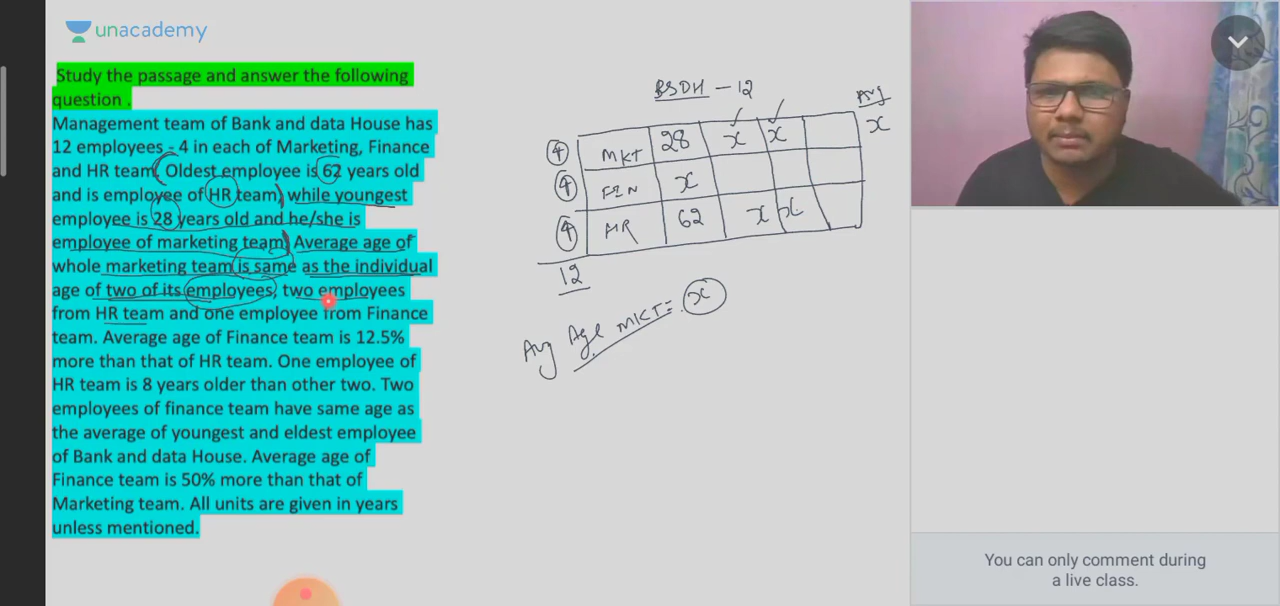 unacademy
Study the passage and answer the following
question .
Management team of Bank and data House has
12 employees - 4 in each of Marketing, Finance
and HR team. Oldest employee is 62 years old
and is employee of HR team, while youngest
employee is 28 years old and he/she is
employee of marketing team. Average age of
whole marketing team is same as the individual
age of two of its employees, two employees
from HR team and one employee from Finance
team. Average age of Finance team is 12.5%
more than that of HR team. One employee of
HR team is 8 years older than other two. Two
employees of finance team have same age as
the average of youngest and eldest employee
of Bank and data House. Average age of
Finance team is 50% more than that of
Marketing team. All units are given in years
unless mentioned.
BSDH - 12
Avg
4 MKT 28 x x x
4 FIN x
4 HR 62 x x
12
Avg Age MKT = x
You can only comment during
a live class.